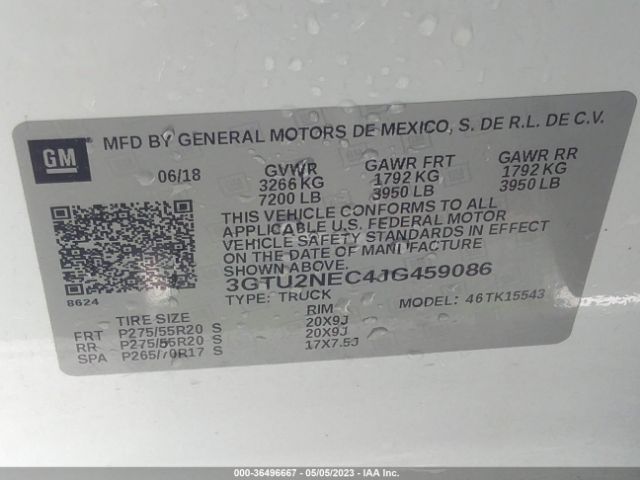 GM
MFD BY GENERAL MOTORS DE MEXICO, S. DE R.L. DE C.V.
06/18 GVWR GAWR FRT GAWR RR
3266 KG 1792 KG 1792 KG
7200 LB 3950 LB 3950 LB
THIS VEHICLE CONFORMS TO ALL
APPLICABLE U.S. FEDERAL MOTOR
VEHICLE SAFETY STANDARDS IN
EFFECT ON THE DATE OF MANUFACTURE
SHOWN ABOVE.
3GTU2NEC4JG459086
8624 TYPE: TRUCK MODEL: 46TK15543
TIRE SIZE RIM
FRT P275/55R20 S 20X9J
RR P275/55R20 S 20X9J
SPA P265/70R17 S 17X7.5J
000-36496667 - 05/05/2023 - IAA Inc.